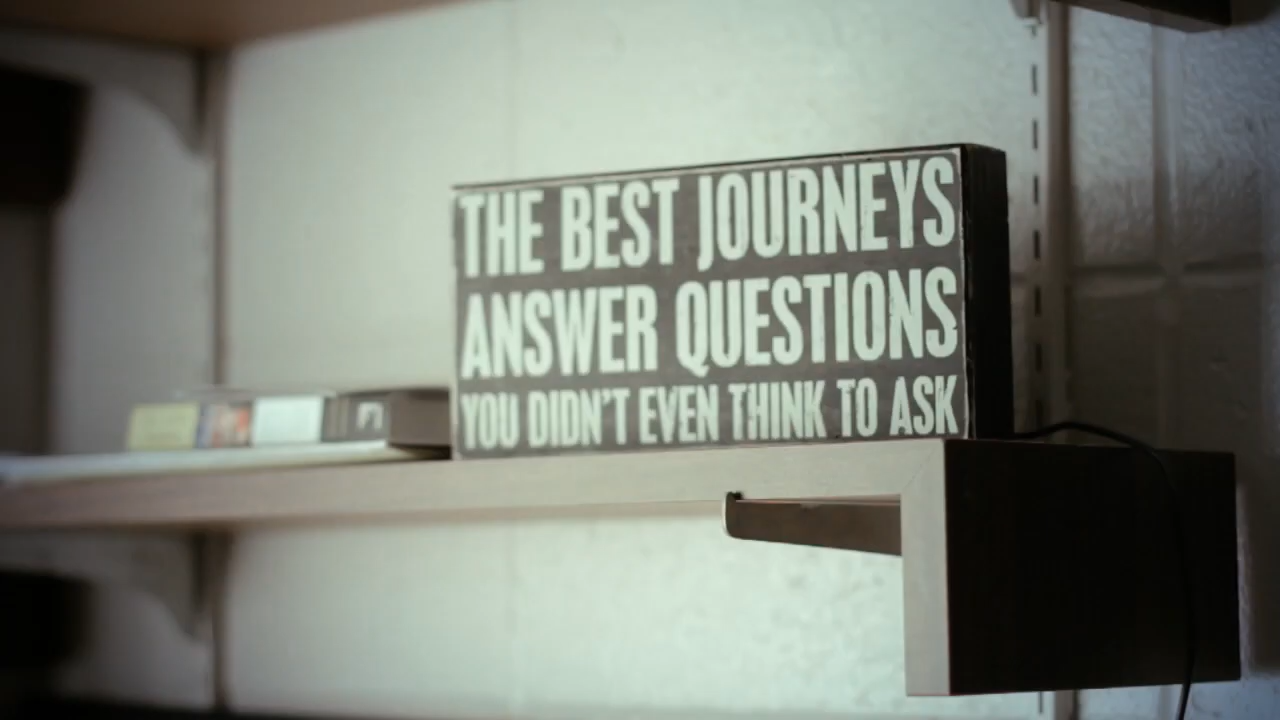 THE BEST JOURNEYS
ANSWER QUESTIONS
YOU DIDN'T EVEN THINK TO ASK